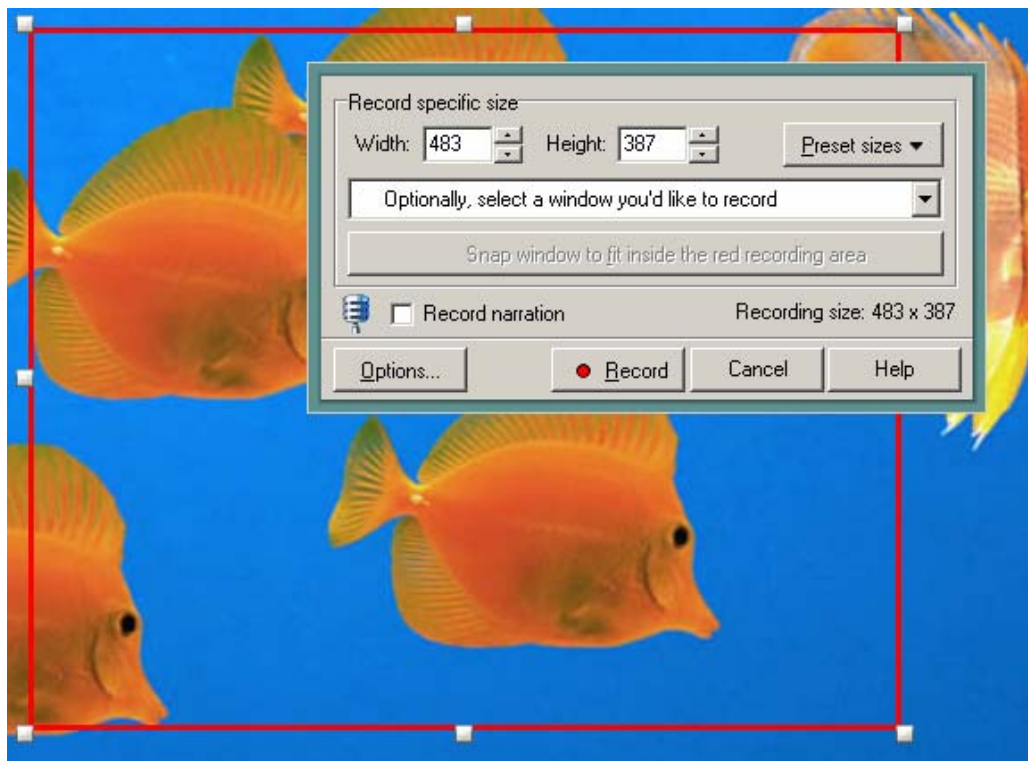 Record specific size
Width: 483 Height: 387 Preset sizes
Optionally, select a window you'd like to record
Snap window to fit inside the red recording area
Record narration Recording size: 483 x 387
Options... Record Cancel Help